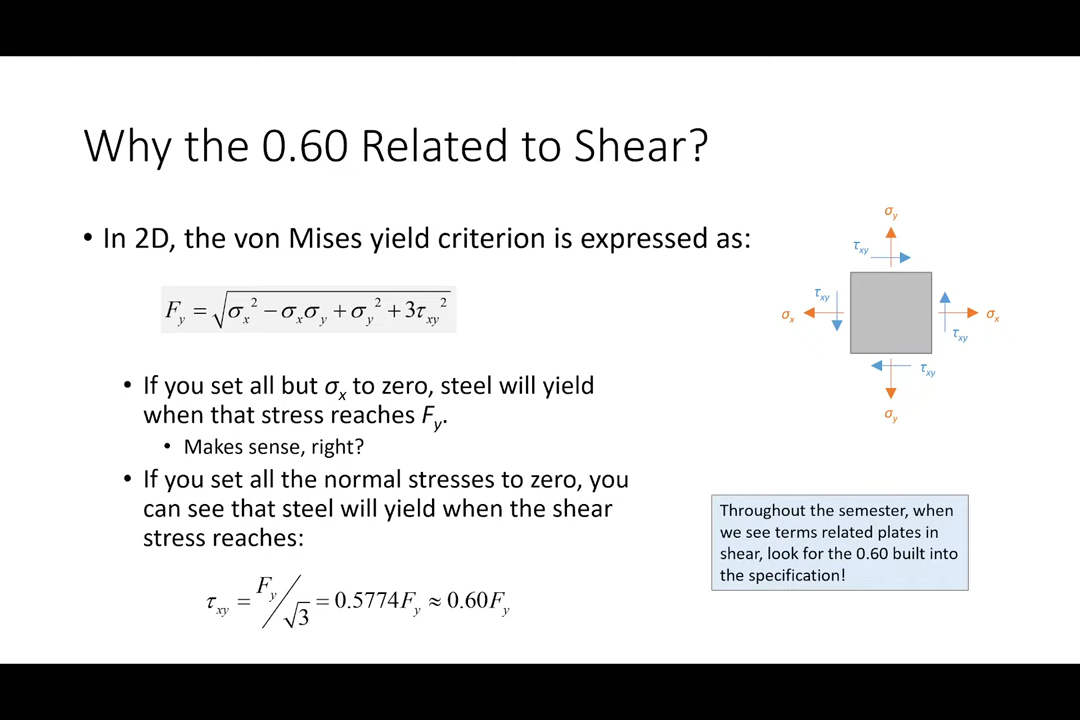 Why the 0.60 Related to Shear?
• In 2D, the von Mises yield criterion is expressed as:
F_y = √(σ_x² − σ_xσ_y + σ_y² + 3τ_xy²)
• If you set all but σ_x to zero, steel will yield
when that stress reaches F_y.
• Makes sense, right?
• If you set all the normal stresses to zero, you
can see that steel will yield when the shear
stress reaches:
τ_xy = F_y/√3 = 0.5774F_y ≈ 0.60F_y
σ_y
τ_xy
τ_xy
σ_x
σ_x
τ_xy
τ_xy
σ_y
Throughout the semester, when
we see terms related plates in
shear, look for the 0.60 built into
the specification!